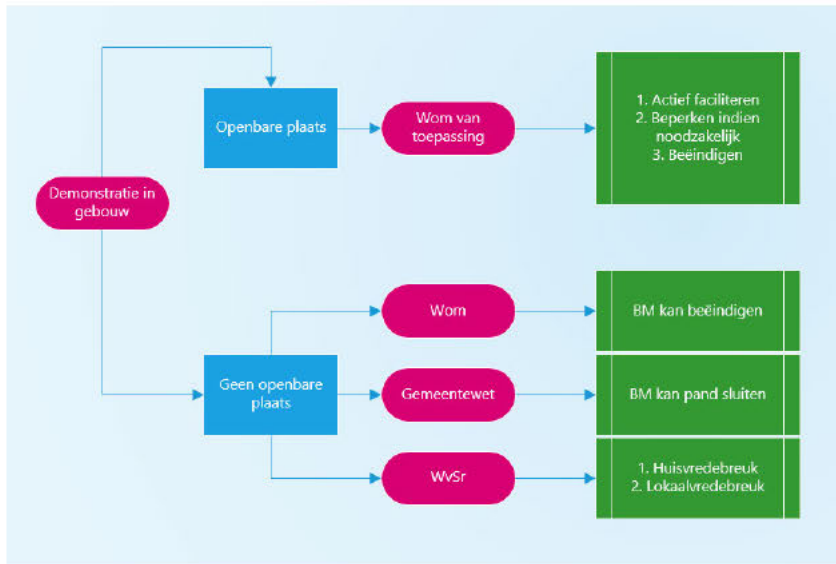 Demonstratie in
gebouw
Openbare plaats
Wom van
toepassing
1. Actief faciliteren
2. Beperken indien
noodzakelijk
3. Beëindigen
Geen openbare
plaats
Wom
BM kan beëindigen
Gemeentewet
BM kan pand sluiten
WvSr
1. Huisvredebreuk
2. Lokaalvredebreuk